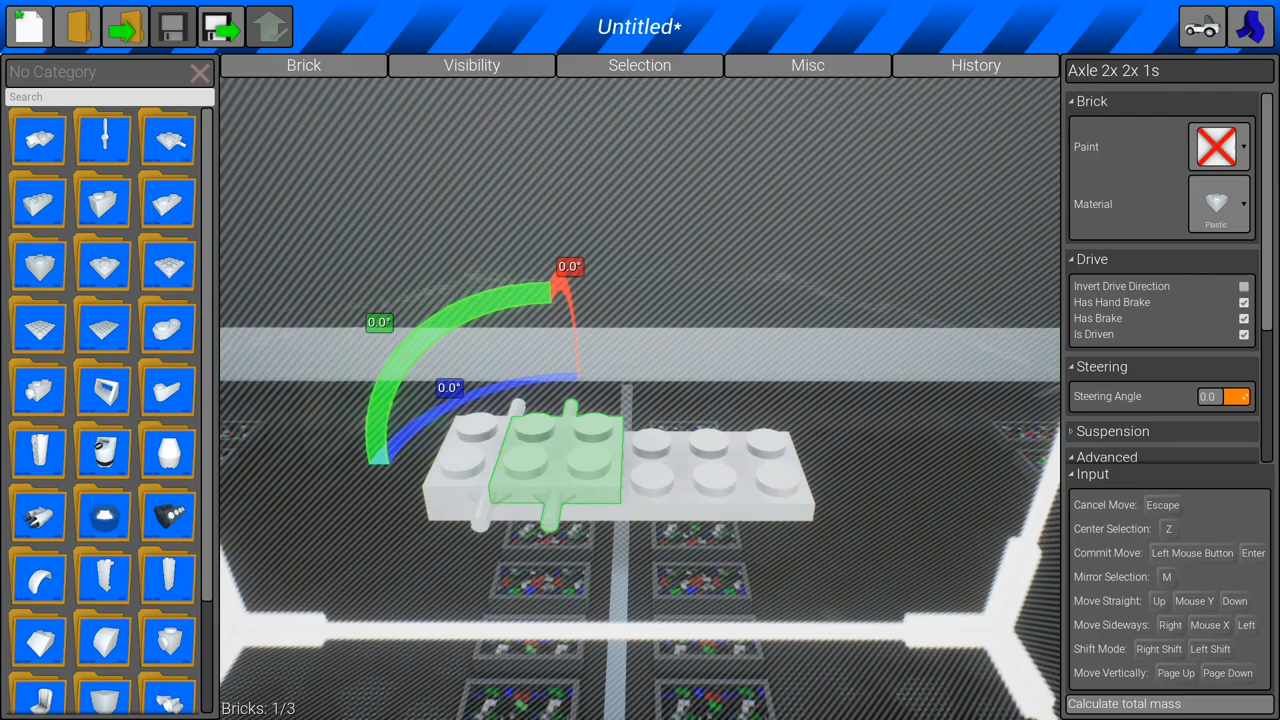 Untitled*
No Category
Search
Brick
Visibility
Selection
Misc
History
0.0°
0.0°
0.0°
Bricks: 1/3
Axle 2x 2x 1s
Brick
Paint
Material
Plastic
Drive
Invert Drive Direction
Has Hand Brake
Has Brake
Is Driven
Steering
Steering Angle 0.0
Suspension
Advanced
Input
Cancel Move: Escape
Center Selection: Z
Commit Move: Left Mouse Button Enter
Mirror Selection: M
Move Straight: Up Mouse Y Down
Move Sideways: Right Mouse X Left
Shift Mode: Right Shift Left Shift
Move Vertically: Page Up Page Down
Calculate total mass